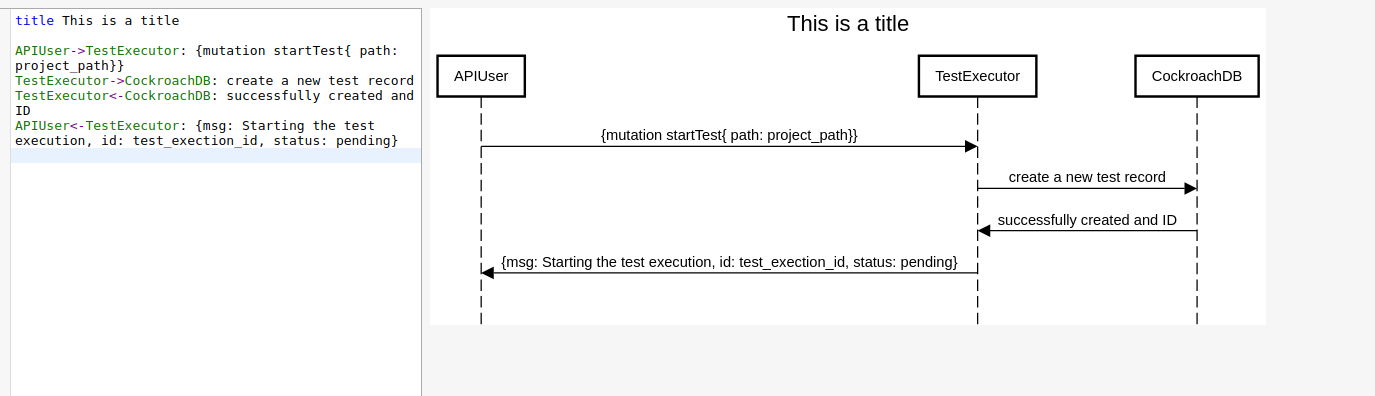 title This is a title
APIUser->TestExecutor: {mutation startTest{ path:
project_path}}
TestExecutor->CockroachDB: create a new test record
TestExecutor<-CockroachDB: successfully created and
ID
APIUser<-TestExecutor: {msg: Starting the test
execution, id: test_exection_id, status: pending}
This is a title
APIUser
TestExecutor
CockroachDB
{mutation startTest{ path: project_path}}
create a new test record
successfully created and ID
{msg: Starting the test execution, id: test_exection_id, status: pending}